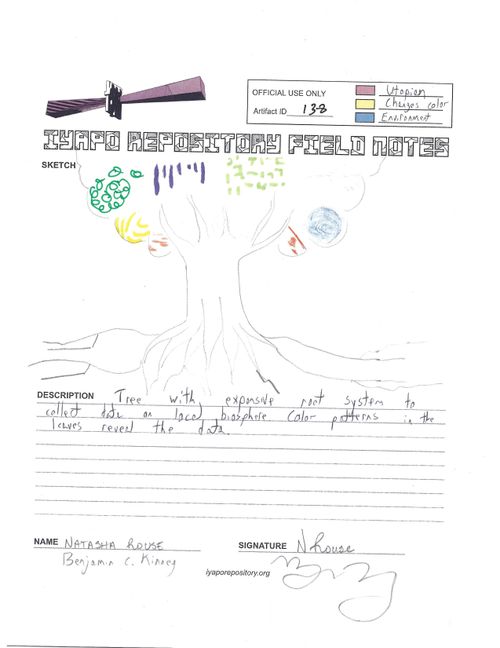 OFFICIAL USE ONLY
Artifact ID 138
Utopian
Changes color
Environment
IYAPO REPOSITORY FIELD NOTES
SKETCH
DESCRIPTION Tree with expansive root system to
collect data on local biosphere Color patterns in the
leaves reveal the data.
NAME NATASHA ROUSE
Benjamin C. Kinney
SIGNATURE N Rouse
iyaporepository.org